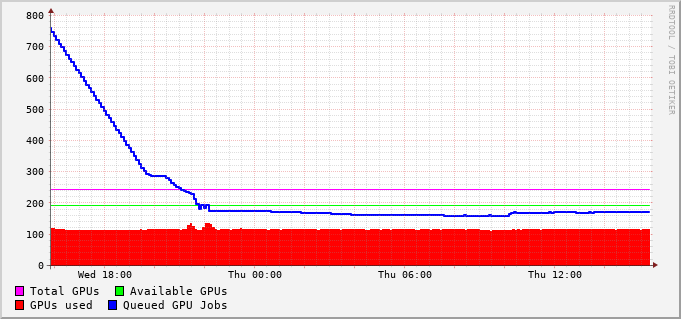 800
700
600
500
400
300
200
100
0
Wed 18:00 Thu 00:00 Thu 06:00 Thu 12:00
Total GPUs Available GPUs
GPUs used Queued GPU Jobs
RRDTOOL / TOBI OETIKER